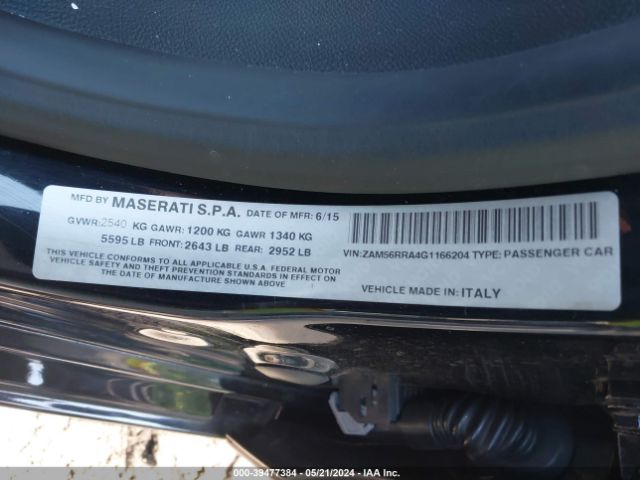 MFD BY MASERATI S.P.A. DATE OF MFR: 6/15
GVWR:2540 KG GAWR: 1200 KG GAWR 1340 KG
5595 LB FRONT:2643 LB REAR: 2952 LB
THIS VEHICLE CONFORMS TO ALL APPLICABLE U.S.A. FEDERAL MOTOR
VEHICLE SAFETY AND THEFT PREVENTION STANDARDS IN EFFECT ON
THE DATE OF MANUFACTURE SHOWN ABOVE
VIN:ZAM56RRA4G1166204 TYPE: PASSENGER CAR
VEHICLE MADE IN: ITALY
000-39477384 - 05/21/2024 - IAA Inc.